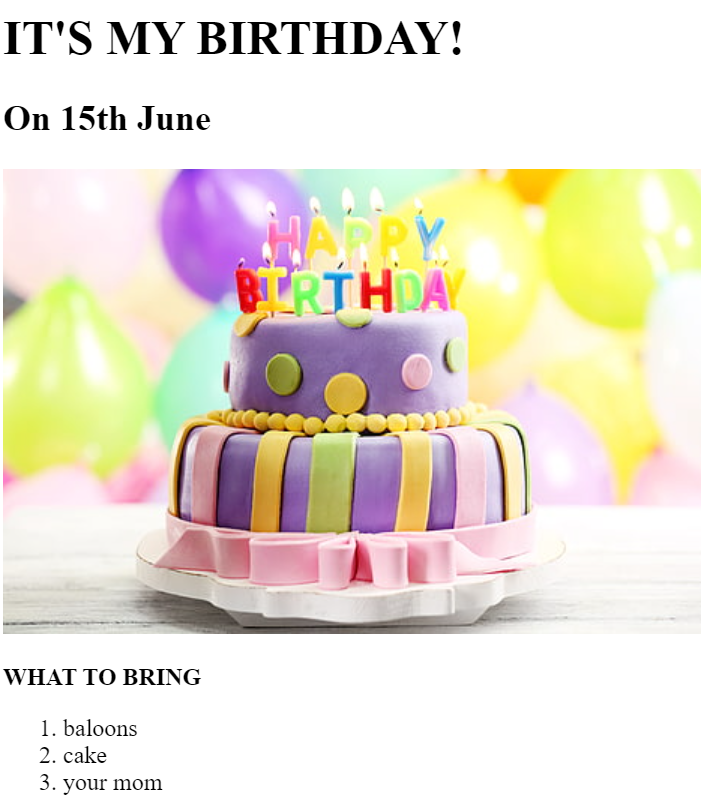 IT'S MY BIRTHDAY!
On 15th June
HAPPY
BIRTHDAY
WHAT TO BRING
1. baloons
2. cake
3. your mom